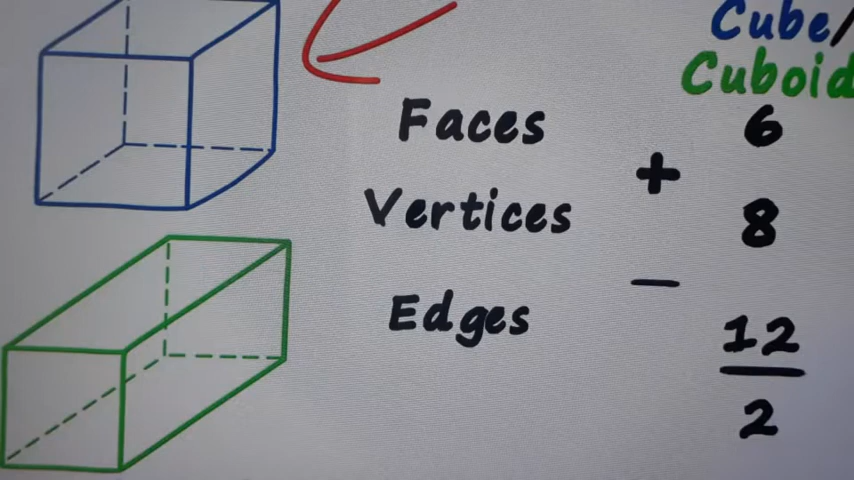 Cube/
Cuboid
Faces 6
+
Vertices 8
−
Edges 12
2